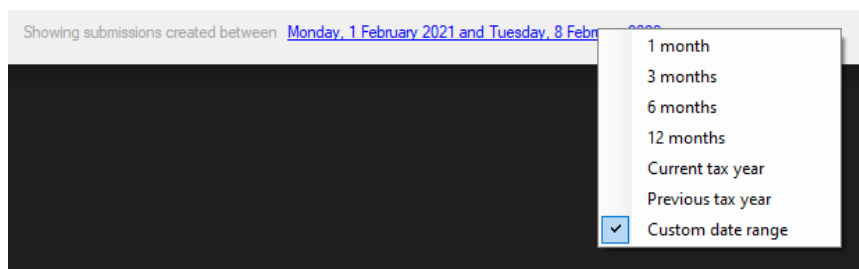 Showing submissions created between Monday, 1 February 2021 and Tuesday, 8
1 month
3 months
6 months
12 months
Current tax year
Previous tax year
Custom date range